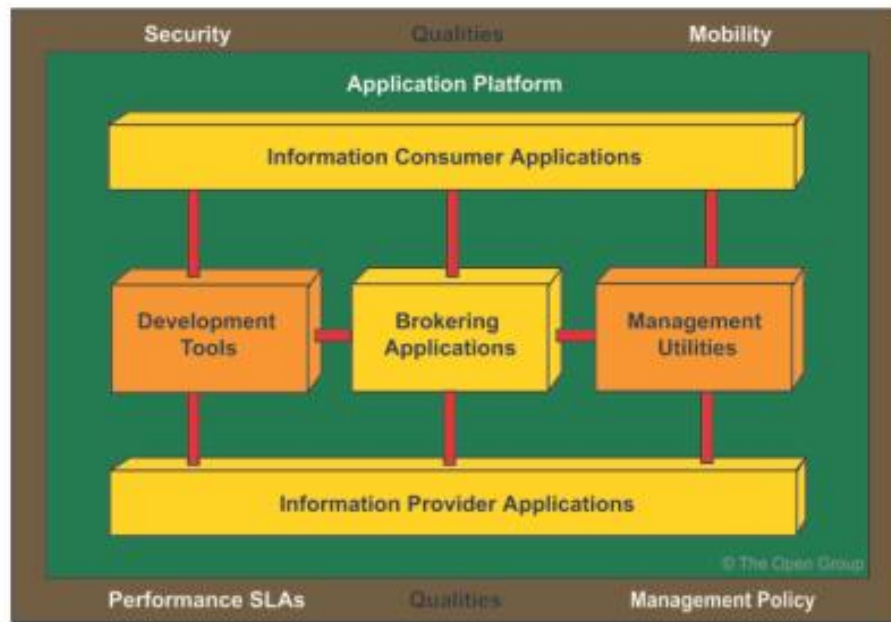 Security Qualities Mobility
Application Platform
Information Consumer Applications
Development
Tools
Brokering
Applications
Management
Utilities
Information Provider Applications
© The Open Group
Performance SLAs Qualities Management Policy